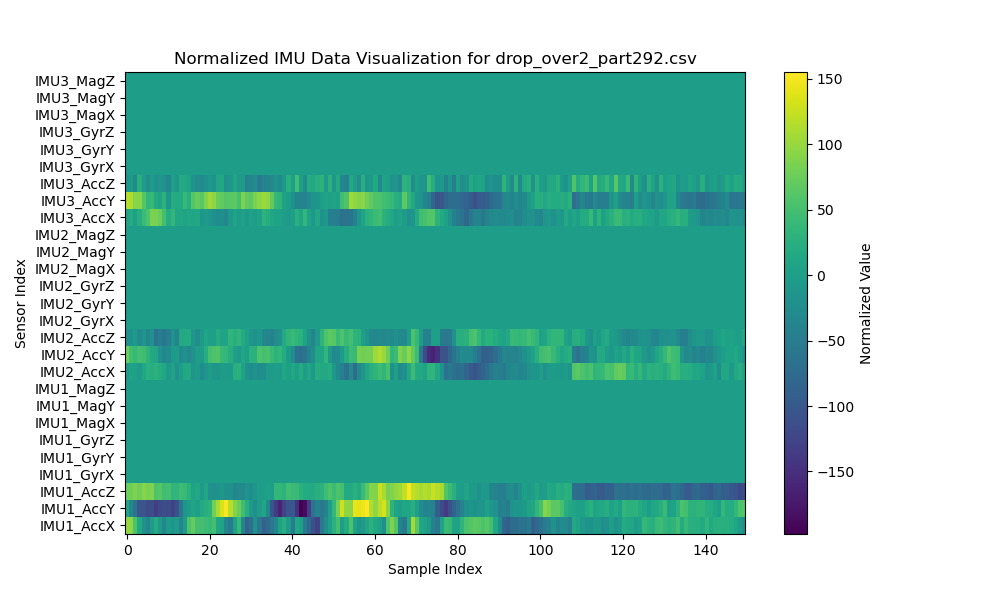 Normalized IMU Data Visualization for drop_over2_part292.csv
Sensor Index
IMU3_MagZ
IMU3_MagY
IMU3_MagX
IMU3_GyrZ
IMU3_GyrY
IMU3_GyrX
IMU3_AccZ
IMU3_AccY
IMU3_AccX
IMU2_MagZ
IMU2_MagY
IMU2_MagX
IMU2_GyrZ
IMU2_GyrY
IMU2_GyrX
IMU2_AccZ
IMU2_AccY
IMU2_AccX
IMU1_MagZ
IMU1_MagY
IMU1_MagX
IMU1_GyrZ
IMU1_GyrY
IMU1_GyrX
IMU1_AccZ
IMU1_AccY
IMU1_AccX
0 20 40 60 80 100 120 140
Sample Index
150
100
50
0
−50
−100
−150
Normalized Value